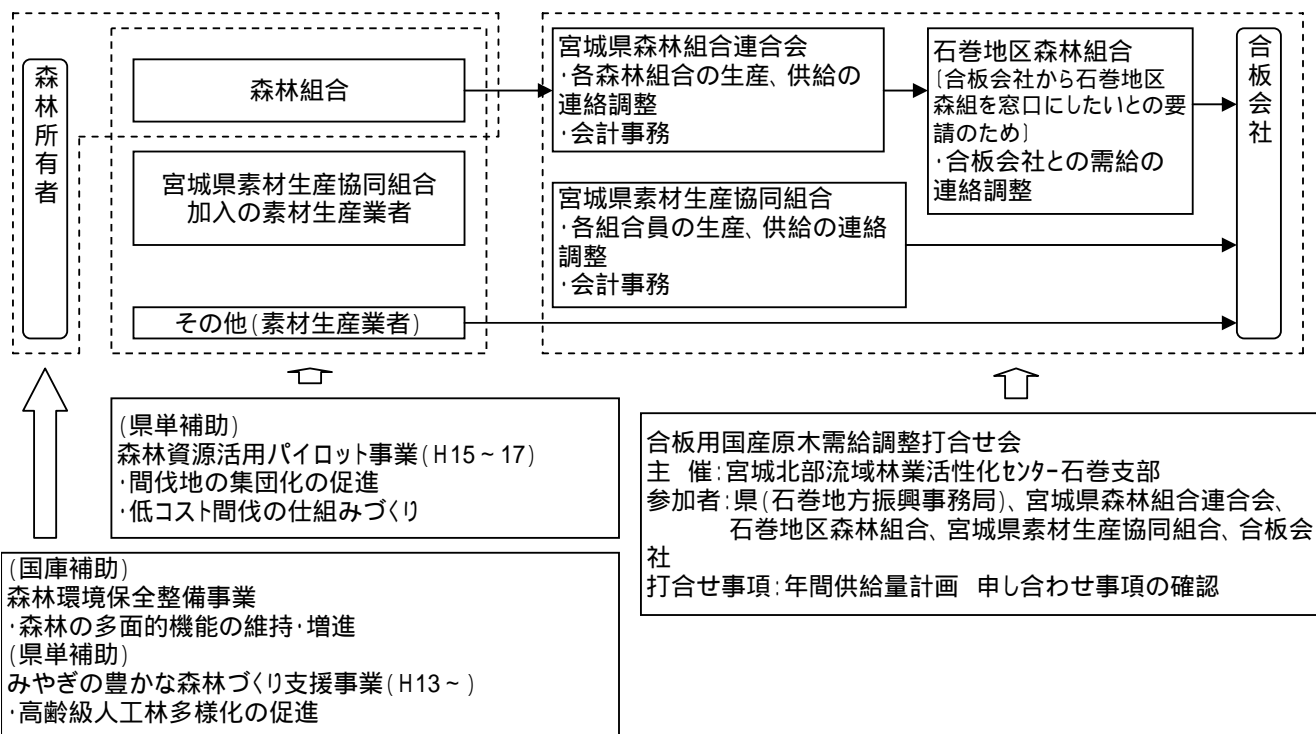 森林所有者
森林組合
宮城県素材生産協同組合
加入の素材生産業者
その他(素材生産業者)
宮城県森林組合連合会
・各森林組合の生産、供給の
連絡調整
・会計事務
宮城県素材生産協同組合
・各組合員の生産、供給の連絡
調整
・会計事務
石巻地区森林組合
[合板会社から石巻地区
森組を窓口にしたいとの要
請のため]
・合板会社との需給の
連絡調整
合板会社
(県単補助)
森林資源活用パイロット事業(H15~17)
・間伐地の集団化の促進
・低コスト間伐の仕組みづくり
(国庫補助)
森林環境保全整備事業
・森林の多面的機能の維持・増進
(県単補助)
みやぎの豊かな森林づくり支援事業(H13~)
・高齢級人工林多様化の促進
合板用国産原木需給調整打合せ会
主 催:宮城北部流域林業活性化センター石巻支部
参加者:県(石巻地方振興事務局)、宮城県森林組合連合会、
石巻地区森林組合、宮城県素材生産協同組合、合板会
社
打合せ事項:年間供給量計画 申し合わせ事項の確認